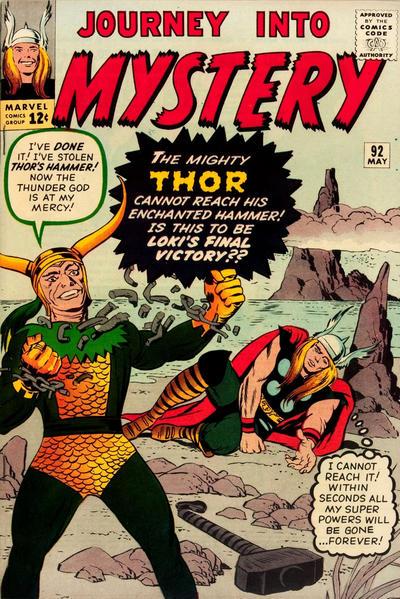 JOURNEY INTO
MYSTERY
APPROVED
BY THE
COMICS
CODE
AUTHORITY
MARVEL
COMICS
GROUP
12¢
92
MAY
I'VE DONE
IT! I'VE STOLEN
THOR'S HAMMER!
NOW THE
THUNDER GOD
IS AT MY
MERCY!
THE MIGHTY
THOR
CANNOT REACH HIS
ENCHANTED HAMMER!
IS THIS TO BE
LOKI'S FINAL
VICTORY??
I CANNOT
REACH IT!
WITHIN
SECONDS ALL
MY SUPER
POWERS WILL
BE GONE
...FOREVER!